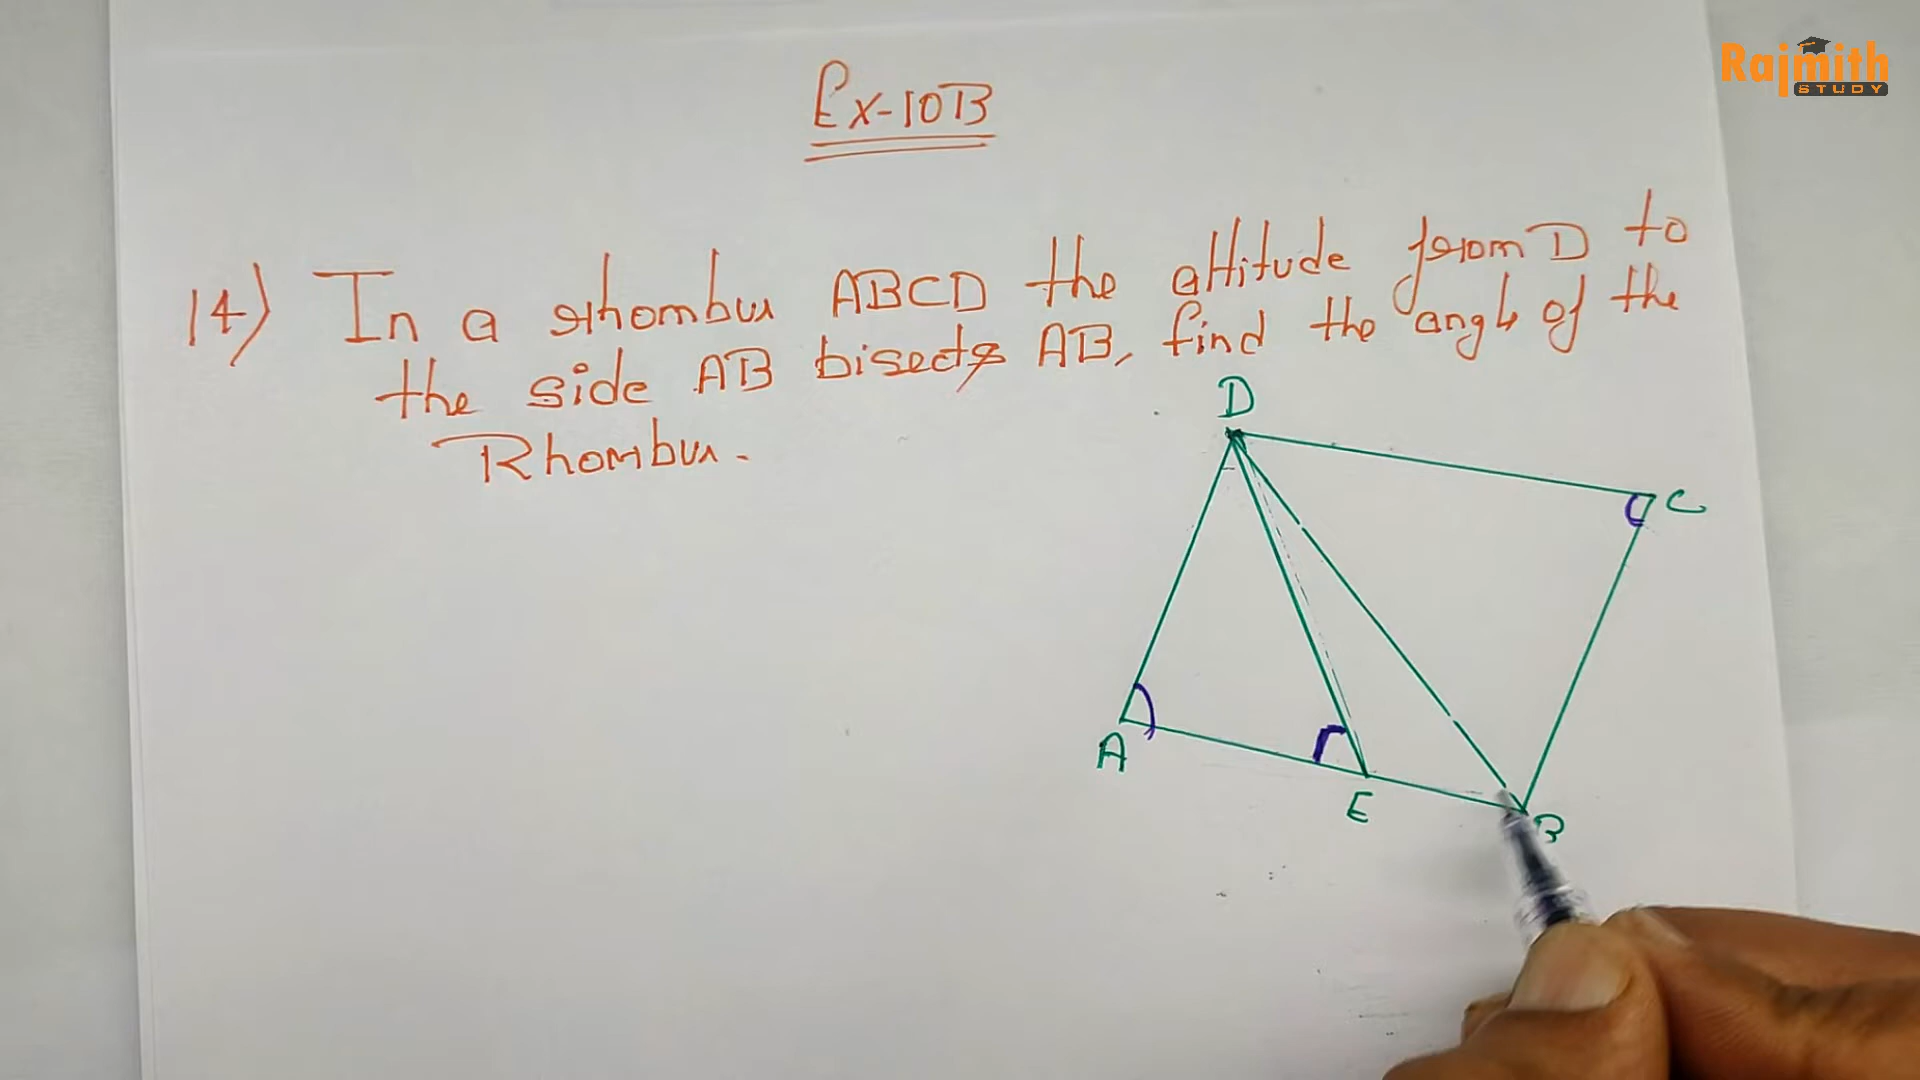 Rajmith
STUDY
Ex-10B
14) In a rhombus ABCD the altitude from D to
the side AB bisects AB, find the angle of the
Rhombus.
D
C
A
E
B